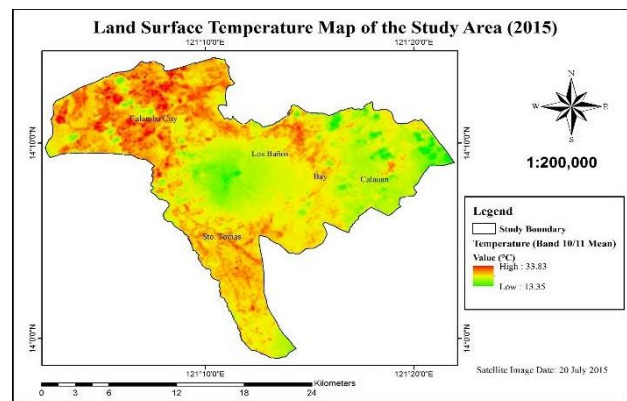 Land Surface Temperature Map of the Study Area (2015)
121°10'0"E
121°20'0"E
N
W
E
S
1:200,000
14°10'0"N
14°10'0"N
Calamba City
Los Baños
Bay
Calauan
Sto. Tomas
Legend
Study Boundary
Temperature (Band 10/11 Mean)
Value (°C)
High : 33.83
Low : 13.35
14°0'0"N
14°0'0"N
Satellite Image Date: 20 July 2015
121°10'0"E
121°20'0"E
0 3 6 12 18 24
Kilometers